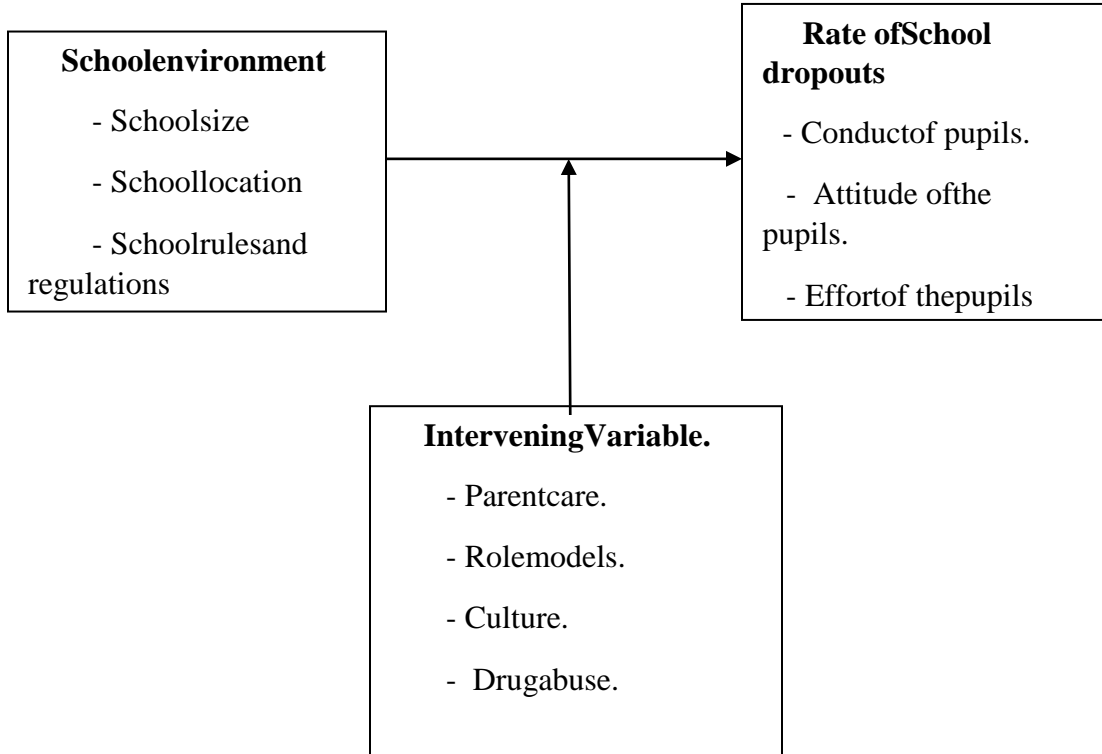 Schoolenvironment
- Schoolsize
- Schoollocation
- Schoolrulesand
regulations
Rate ofSchool
dropouts
- Conductof pupils.
- Attitude ofthe
pupils.
- Effortof thepupils
InterveningVariable.
- Parentcare.
- Rolemodels.
- Culture.
- Drugabuse.